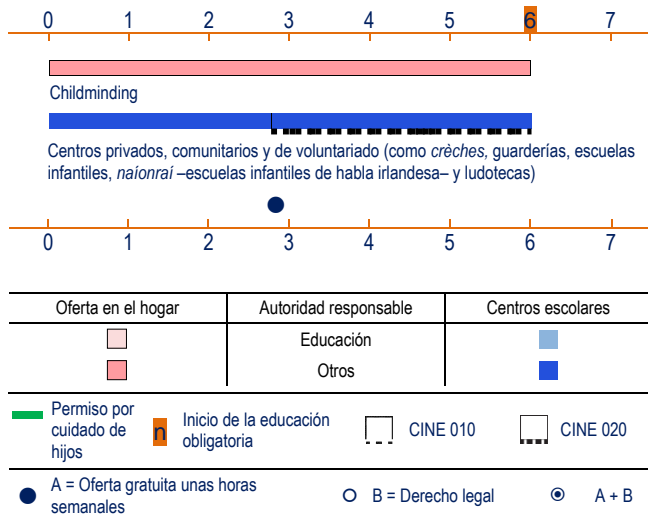 0 1 2 3 4 5 6 7
Childminding
Centros privados, comunitarios y de voluntariado (como crèches, guarderías, escuelas
infantiles, naíonraí –escuelas infantiles de habla irlandesa– y ludotecas)
0 1 2 3 4 5 6 7
Oferta en el hogar Autoridad responsable Centros escolares
Educación
Otros
Permiso por
cuidado de
hijos
n Inicio de la educación
obligatoria
CINE 010
CINE 020
A = Oferta gratuita unas horas
semanales
B = Derecho legal
A + B